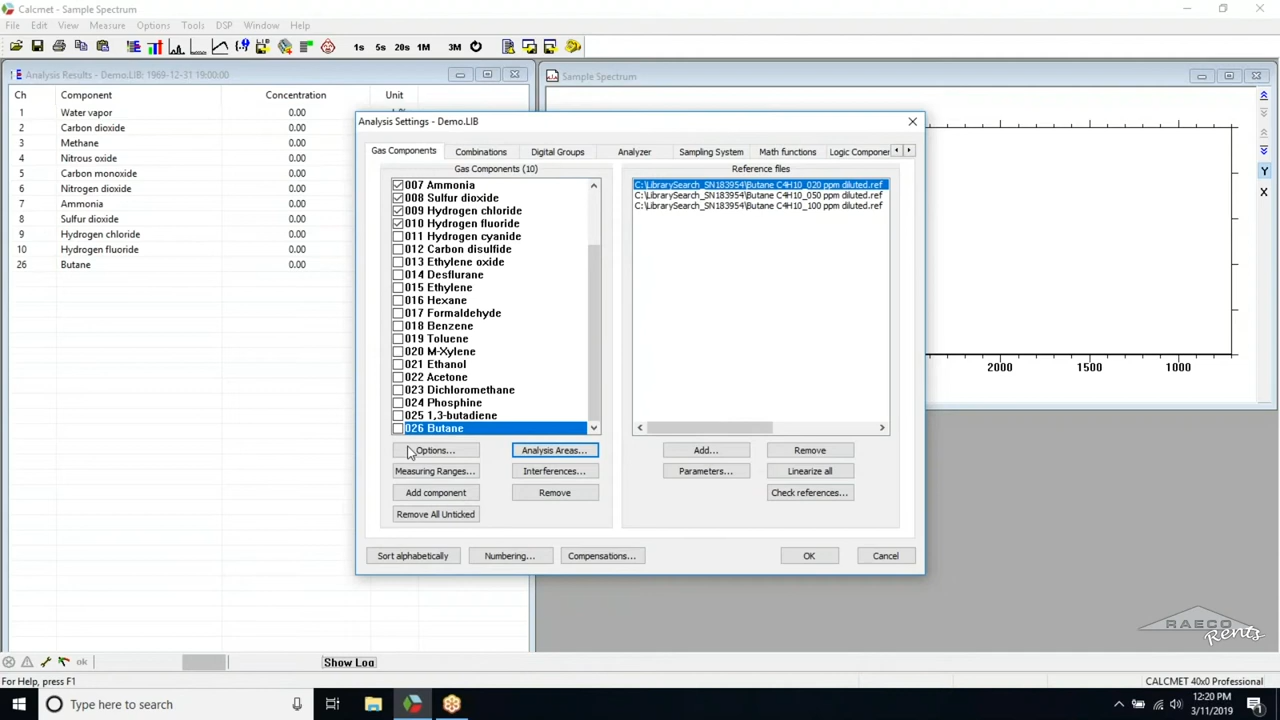 Calcmet - Sample Spectrum
File Edit View Measure Options Tools DSP Window Help
1s 5s 20s 1M 3M
Analysis Results - Demo.LIB: 1969-12-31 19:00.00
Ch Component Concentration Unit
1 Water vapor 0.00
2 Carbon dioxide 0.00
3 Methane 0.00
4 Nitrous oxide 0.00
5 Carbon monoxide 0.00
6 Nitrogen dioxide 0.00
7 Ammonia 0.00
8 Sulfur dioxide 0.00
9 Hydrogen chloride 0.00
10 Hydrogen fluoride 0.00
26 Butane 0.00
Sample Spectrum
Y
X
2000 1500 1000
Analysis Settings - Demo.LIB
Gas Components Combinations Digital Groups Analyzer Sampling System Math functions Logic Componen
Gas Components (10)
007 Ammonia
008 Sulfur dioxide
009 Hydrogen chloride
010 Hydrogen fluoride
011 Hydrogen cyanide
012 Carbon disulfide
013 Ethylene oxide
014 Desflurane
015 Ethylene
016 Hexane
017 Formaldehyde
018 Benzene
019 Toluene
020 M-Xylene
021 Ethanol
022 Acetone
023 Dichloromethane
024 Phosphine
025 1,3-butadiene
026 Butane
Options... Analysis Areas...
Measuring Ranges... Interferences...
Add component Remove
Remove All Unticked
Reference files
C:\LibrarySearch_SN183954\Butane C4H10_020 ppm diluted.ref
C:\LibrarySearch_SN183954\Butane C4H10_050 ppm diluted.ref
C:\LibrarySearch_SN183954\Butane C4H10_100 ppm diluted.ref
Add... Remove
Parameters... Linearize all
Check references...
Sort alphabetically Numbering... Compensations... OK Cancel
RAECO
Rents
ok Show Log
For Help, press F1 CALCMET 40x0 Professional
Type here to search
12:20 PM
3/11/2019
1